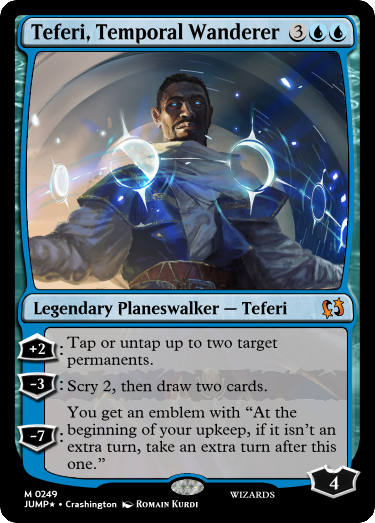 Teferi, Temporal Wanderer 3
Legendary Planeswalker — Teferi
+2: Tap or untap up to two target
permanents.
-3: Scry 2, then draw two cards.
You get an emblem with “At the
beginning of your upkeep, if it isn't an
-7: extra turn, take an extra turn after this
one.”
4
M 0249
JUMP★ • Crashington Romain Kurdi WIZARDS